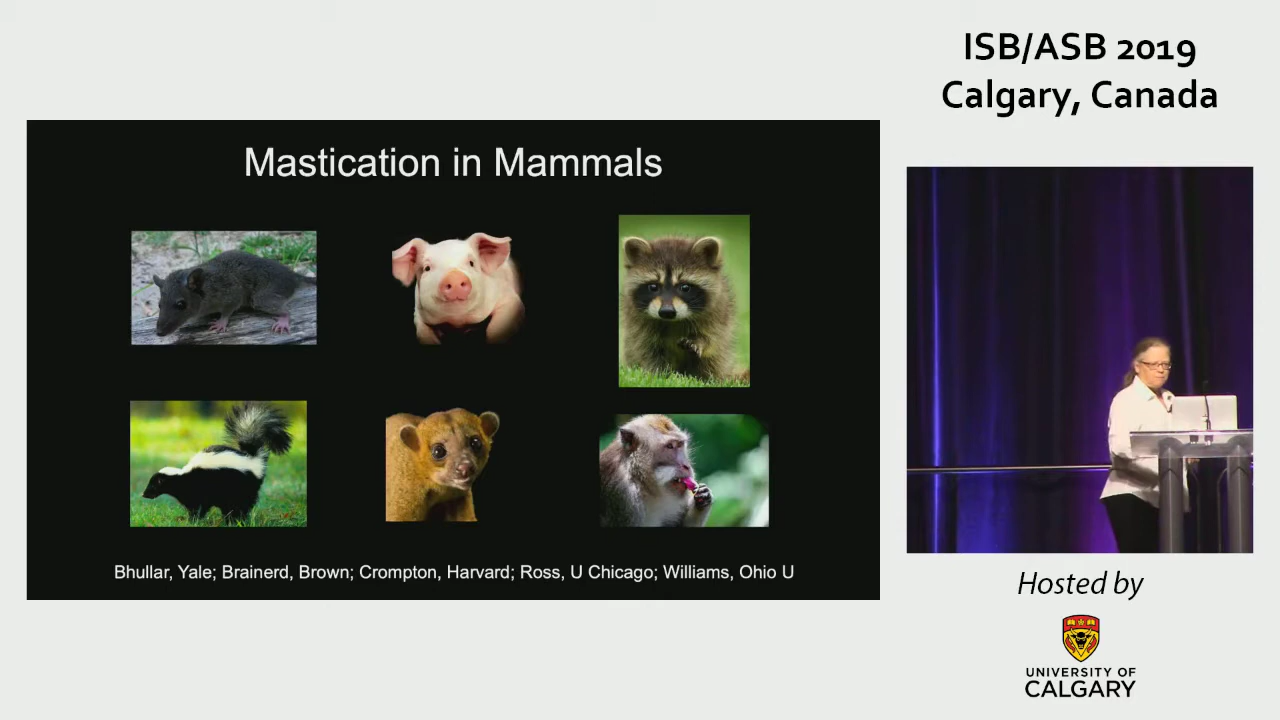 ISB/ASB 2019
Calgary, Canada
Mastication in Mammals
Bhullar, Yale; Brainerd, Brown; Crompton, Harvard; Ross, U Chicago; Williams, Ohio U
Hosted by
UNIVERSITY OF
CALGARY